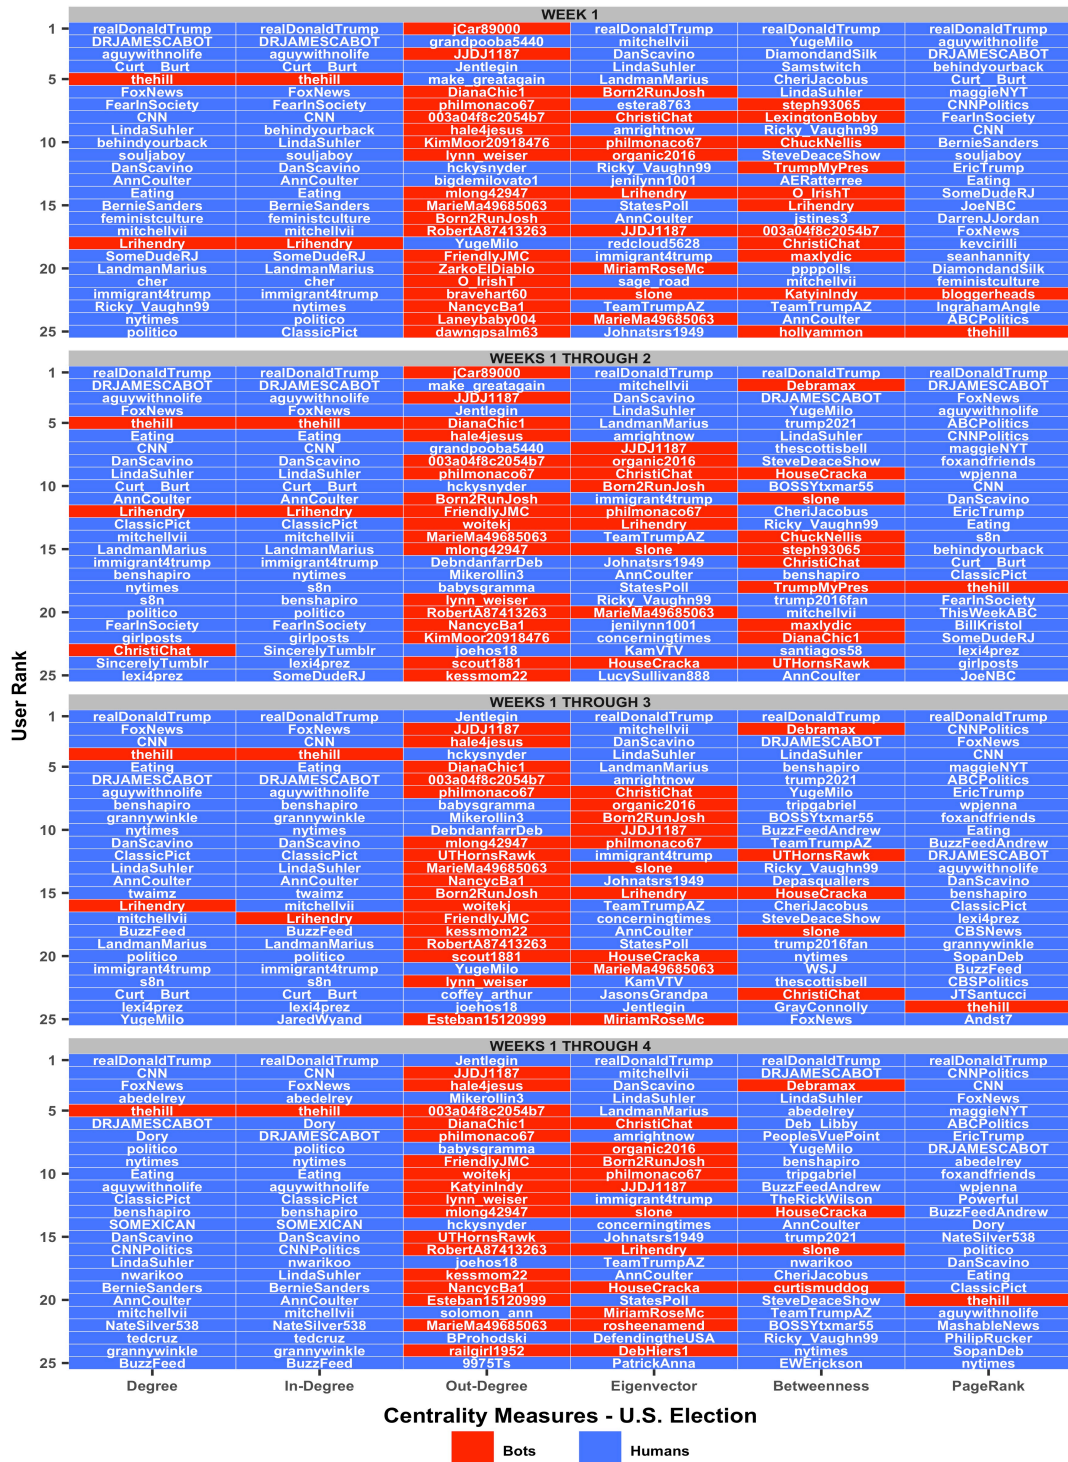 WEEK 1
1 realDonaldTrump realDonaldTrump jCar89000 realDonaldTrump realDonaldTrump realDonaldTrump
DRJAMESCABOT DRJAMESCABOT grandpooba5440 mitchellvii YugeMilo aguywithnolife
aguywithnolife aguywithnolife JJDJ1187 DanScavino DiamondandSilk DRJAMESCABOT
Curt__Burt Curt__Burt Jentlegin LindaSuhler Samstwitch behindyourback
5 thehill thehill make_greatagain LandmanMarius CheriJacobus Curt__Burt
FoxNews FoxNews DianaChic1 Born2RunJosh LindaSuhler maggieNYT
FearInSociety FearInSociety philmonaco67 estera8763 steph93065 CNNPolitics
CNN CNN 003a04f8c2054b7 ChristiChat LexingtonBobby FearInSociety
LindaSuhler behindyourback hale4jesus amrightnow Ricky_Vaughn99 CNN
10 behindyourback LindaSuhler KimMoor20918476 philmonaco67 ChuckNellis BernieSanders
souljaboy souljaboy lynn_weiser organic2016 SteveDeaceShow souljaboy
DanScavino DanScavino hckysnyder Ricky_Vaughn99 TrumpMyPres EricTrump
AnnCoulter AnnCoulter bigdemilovato1 jenilynn1001 AERatterree Eating
Eating Eating mlong42947 Lrihendry O_IrishT SomeDudeRJ
15 BernieSanders BernieSanders MarieMa49685063 StatesPoll Lrihendry JoeNBC
feministculture feministculture Born2RunJosh AnnCoulter jstines3 DarrenJJordan
mitchellvii mitchellvii RobertA87413263 JJDJ1187 003a04f8c2054b7 FoxNews
Lrihendry Lrihendry YugeMilo redcloud5628 ChristiChat kevcirilli
SomeDudeRJ SomeDudeRJ FriendlyJMC immigrant4trump maxlydic seanhannity
20 LandmanMarius LandmanMarius ZarkoElDiablo MiriamRoseMc ppppolls DiamondandSilk
cher cher O_IrishT sage_road mitchellvii feministculture
immigrant4trump immigrant4trump bravehart60 slone KatyinIndy bloggerheads
Ricky_Vaughn99 nytimes NancycBa1 TeamTrumpAZ TeamTrumpAZ IngrahamAngle
nytimes politico Laneybaby004 MarieMa49685063 AnnCoulter ABCPolitics
25 politico ClassicPict dawngpsalm63 Johnatsrs1949 hollyammon thehill
WEEKS 1 THROUGH 2
1 realDonaldTrump realDonaldTrump jCar89000 realDonaldTrump realDonaldTrump realDonaldTrump
DRJAMESCABOT DRJAMESCABOT make_greatagain mitchellvii Debramax DRJAMESCABOT
aguywithnolife aguywithnolife JJDJ1187 DanScavino DRJAMESCABOT FoxNews
FoxNews FoxNews Jentlegin LindaSuhler YugeMilo aguywithnolife
5 thehill thehill DianaChic1 LandmanMarius trump2021 ABCPolitics
Eating Eating hale4jesus amrightnow LindaSuhler CNNPolitics
CNN CNN grandpooba5440 JJDJ1187 thescottisbell maggieNYT
DanScavino DanScavino 003a04f8c2054b7 organic2016 SteveDeaceShow foxandfriends
LindaSuhler LindaSuhler philmonaco67 ChristiChat HouseCracka wpjenna
10 Curt__Burt Curt__Burt hckysnyder Born2RunJosh BOSSYtxmar55 CNN
AnnCoulter AnnCoulter Born2RunJosh immigrant4trump slone DanScavino
Lrihendry Lrihendry FriendlyJMC philmonaco67 CheriJacobus EricTrump
ClassicPict ClassicPict woitekj Lrihendry Ricky_Vaughn99 Eating
mitchellvii mitchellvii MarieMa49685063 TeamTrumpAZ ChuckNellis s8n
15 LandmanMarius LandmanMarius mlong42947 slone steph93065 behindyourback
immigrant4trump immigrant4trump DebndanfarrDeb Johnatsrs1949 ChristiChat Curt__Burt
benshapiro nytimes Mikerollin3 AnnCoulter benshapiro ClassicPict
nytimes s8n babysgramma StatesPoll TrumpMyPres thehill
s8n benshapiro lynn_weiser Ricky_Vaughn99 trump2016fan FearInSociety
20 politico politico RobertA87413263 MarieMa49685063 mitchellvii ThisWeekABC
FearInSociety FearInSociety NancycBa1 jenilynn1001 maxlydic BillKristol
girlposts girlposts KimMoor20918476 concerningtimes DianaChic1 SomeDudeRJ
ChristiChat SincerelyTumblr joehos18 KamVTV santiagos58 lexi4prez
SincerelyTumblr lexi4prez scout1881 HouseCracka UTHornsRawk girlposts
25 lexi4prez SomeDudeRJ kessmom22 LucySullivan888 AnnCoulter JoeNBC
WEEKS 1 THROUGH 3
1 realDonaldTrump realDonaldTrump Jentlegin realDonaldTrump realDonaldTrump realDonaldTrump
FoxNews FoxNews JJDJ1187 mitchellvii Debramax CNNPolitics
CNN CNN hale4jesus DanScavino DRJAMESCABOT FoxNews
thehill thehill hckysnyder LindaSuhler LindaSuhler CNN
5 Eating Eating DianaChic1 LandmanMarius benshapiro maggieNYT
DRJAMESCABOT DRJAMESCABOT 003a04f8c2054b7 amrightnow trump2021 ABCPolitics
aguywithnolife aguywithnolife philmonaco67 ChristiChat YugeMilo EricTrump
benshapiro benshapiro babysgramma organic2016 tripgabriel wpjenna
grannywinkle grannywinkle Mikerollin3 Born2RunJosh BOSSYtxmar55 foxandfriends
10 nytimes nytimes DebndanfarrDeb JJDJ1187 BuzzFeedAndrew Eating
DanScavino DanScavino mlong42947 philmonaco67 TeamTrumpAZ BuzzFeedAndrew
ClassicPict ClassicPict UTHornsRawk immigrant4trump UTHornsRawk DRJAMESCABOT
LindaSuhler LindaSuhler MarieMa49685063 slone Ricky_Vaughn99 aguywithnolife
AnnCoulter AnnCoulter NancycBa1 Johnatsrs1949 Depasqualiers DanScavino
15 twaimz twaimz Born2RunJosh Lrihendry HouseCracka benshapiro
Lrihendry mitchellvii woitekj TeamTrumpAZ CheriJacobus ClassicPict
mitchellvii Lrihendry FriendlyJMC concerningtimes SteveDeaceShow lexi4prez
BuzzFeed BuzzFeed kessmom22 AnnCoulter slone CBSNews
LandmanMarius LandmanMarius RobertA87413263 StatesPoll trump2016fan grannywinkle
20 politico politico scout1881 HouseCracka nytimes SopanDeb
immigrant4trump immigrant4trump YugeMilo MarieMa49685063 WSJ BuzzFeed
s8n s8n lynn_weiser KamVTV thescottisbell CBSPolitics
Curt__Burt Curt__Burt coffey_arthur JasonsGrandpa ChristiChat JTSantucci
lexi4prez lexi4prez joehos18 Jentlegin GrayConnolly thehill
25 YugeMilo JaredWyand Esteban15120999 MiriamRoseMc FoxNews Andst7
WEEKS 1 THROUGH 4
1 realDonaldTrump realDonaldTrump Jentlegin realDonaldTrump realDonaldTrump realDonaldTrump
CNN CNN JJDJ1187 mitchellvii DRJAMESCABOT CNNPolitics
FoxNews FoxNews hale4jesus DanScavino Debramax CNN
abedelrey abedelrey Mikerollin3 LindaSuhler LindaSuhler FoxNews
5 thehill thehill 003a04f8c2054b7 LandmanMarius abedelrey maggieNYT
DRJAMESCABOT Dory DianaChic1 ChristiChat Deb_Libby ABCPolitics
Dory DRJAMESCABOT philmonaco67 amrightnow PeoplesVuePoint EricTrump
politico politico babysgramma organic2016 YugeMilo DRJAMESCABOT
nytimes nytimes FriendlyJMC Born2RunJosh benshapiro abedelrey
10 Eating Eating woitekj philmonaco67 tripgabriel foxandfriends
aguywithnolife aguywithnolife KatyinIndy JJDJ1187 BuzzFeedAndrew wpjenna
ClassicPict ClassicPict lynn_weiser immigrant4trump TheRickWilson Powerful
benshapiro benshapiro mlong42947 slone HouseCracka BuzzFeedAndrew
SOMEXICAN SOMEXICAN hckysnyder concerningtimes AnnCoulter Dory
15 DanScavino DanScavino UTHornsRawk Johnatsrs1949 trump2021 NateSilver538
CNNPolitics CNNPolitics RobertA87413263 Lrihendry slone politico
LindaSuhler nwarikoo joehos18 TeamTrumpAZ nwarikoo DanScavino
nwarikoo LindaSuhler kessmom22 AnnCoulter CheriJacobus Eating
BernieSanders BernieSanders NancycBa1 HouseCracka curtismuddog ClassicPict
20 AnnCoulter AnnCoulter Esteban15120999 StatesPoll SteveDeaceShow thehill
mitchellvii mitchellvii solomon_ann MiriamRoseMc TeamTrumpAZ aguywithnolife
NateSilver538 NateSilver538 MarieMa49685063 rosheenamend BOSSYtxmar55 MashableNews
tedcruz tedcruz BProhodski DefendingtheUSA Ricky_Vaughn99 PhilipRucker
grannywinkle grannywinkle railgirl1952 DebHiers1 nytimes SopanDeb
25 BuzzFeed BuzzFeed 9975Ts PatrickAnna EWErickson nytimes
User Rank
Degree In-Degree Out-Degree Eigenvector Betweenness PageRank
Centrality Measures - U.S. Election
Bots Humans